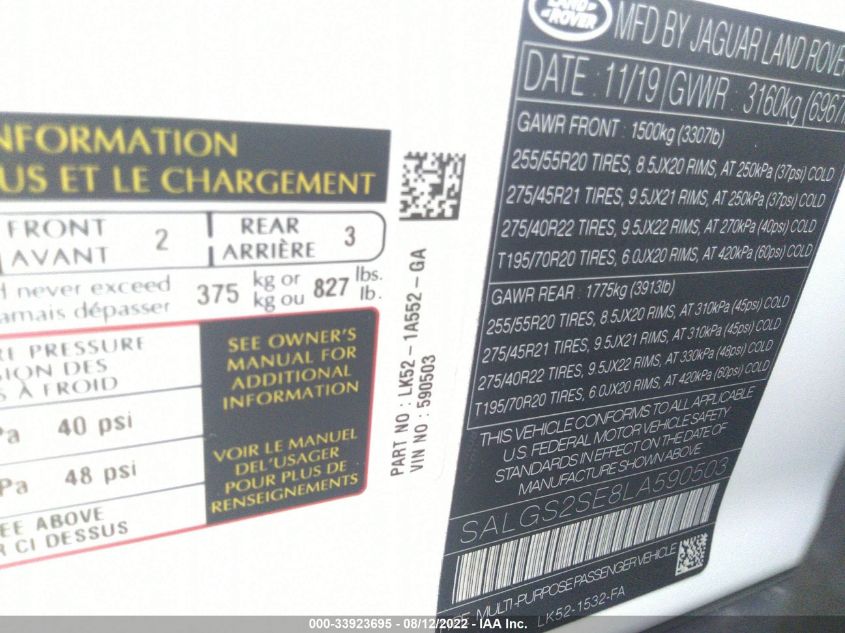 NFORMATION
US ET LE CHARGEMENT
FRONT 2 REAR 3
AVANT ARRIÈRE
never exceed 375 kg or 827 lbs.
amais dépasser kg ou lb.
PRESSURE
SION DES
À FROID
Pa 40 psi
Pa 48 psi
EE ABOVE
R CI DESSUS
SEE OWNER'S
MANUAL FOR
ADDITIONAL
INFORMATION
VOIR LE MANUEL
DEL'USAGER
POUR PLUS DE
RENSEIGNEMENTS
PART NO : LK52 - 1A552 - GA
VIN NO : 590503
LAND
ROVER
MFD BY JAGUAR LAND ROVER
DATE : 11/19 GVWR : 3160kg (6967
GAWR FRONT : 1500kg (3307lb)
255/55R20 TIRES, 8.5JX20 RIMS, AT 250kPa (37psi) COLD
275/45R21 TIRES, 9.5JX21 RIMS, AT 250kPa (37psi) COLD
275/40R22 TIRES, 9.5JX22 RIMS, AT 270kPa (40psi) COLD
T195/70R20 TIRES, 6.0JX20 RIMS, AT 420kPa (60psi) COLD
GAWR REAR : 1775kg (3913lb)
255/55R20 TIRES, 8.5JX20 RIMS, AT 310kPa (45psi) COLD
275/45R21 TIRES, 9.5JX21 RIMS, AT 310kPa (45psi) COLD
275/40R22 TIRES, 9.5JX22 RIMS, AT 330kPa (48psi) COLD
T195/70R20 TIRES, 6.0JX20 RIMS, AT 420kPa (60psi) COLD
THIS VEHICLE CONFORMS TO ALL APPLICABLE
U.S. FEDERAL MOTOR VEHICLE SAFETY
STANDARDS IN EFFECT ON THE DATE OF
MANUFACTURE SHOWN ABOVE.
SALGS2SE8LA590503
MULTI-PURPOSE PASSENGER VEHICLE
LK52-1532-FA
000-33923695 - 08/12/2022 - IAA Inc.